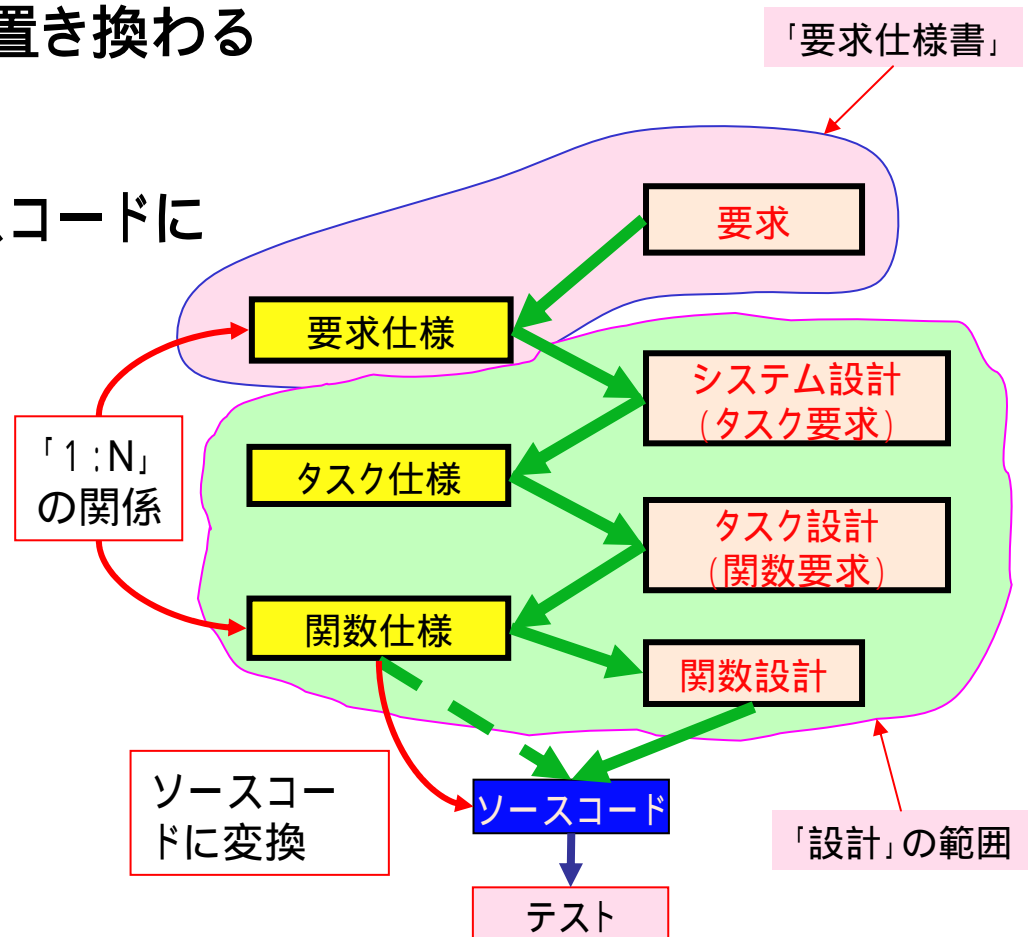 置き換わる
「要求仕様書」
コードに
要求
要求仕様
システム設計
(タスク要求)
「1:N」
の関係
タスク仕様
タスク設計
(関数要求)
関数仕様
関数設計
ソースコー
ドに変換
ソースコード
「設計」の範囲
テスト